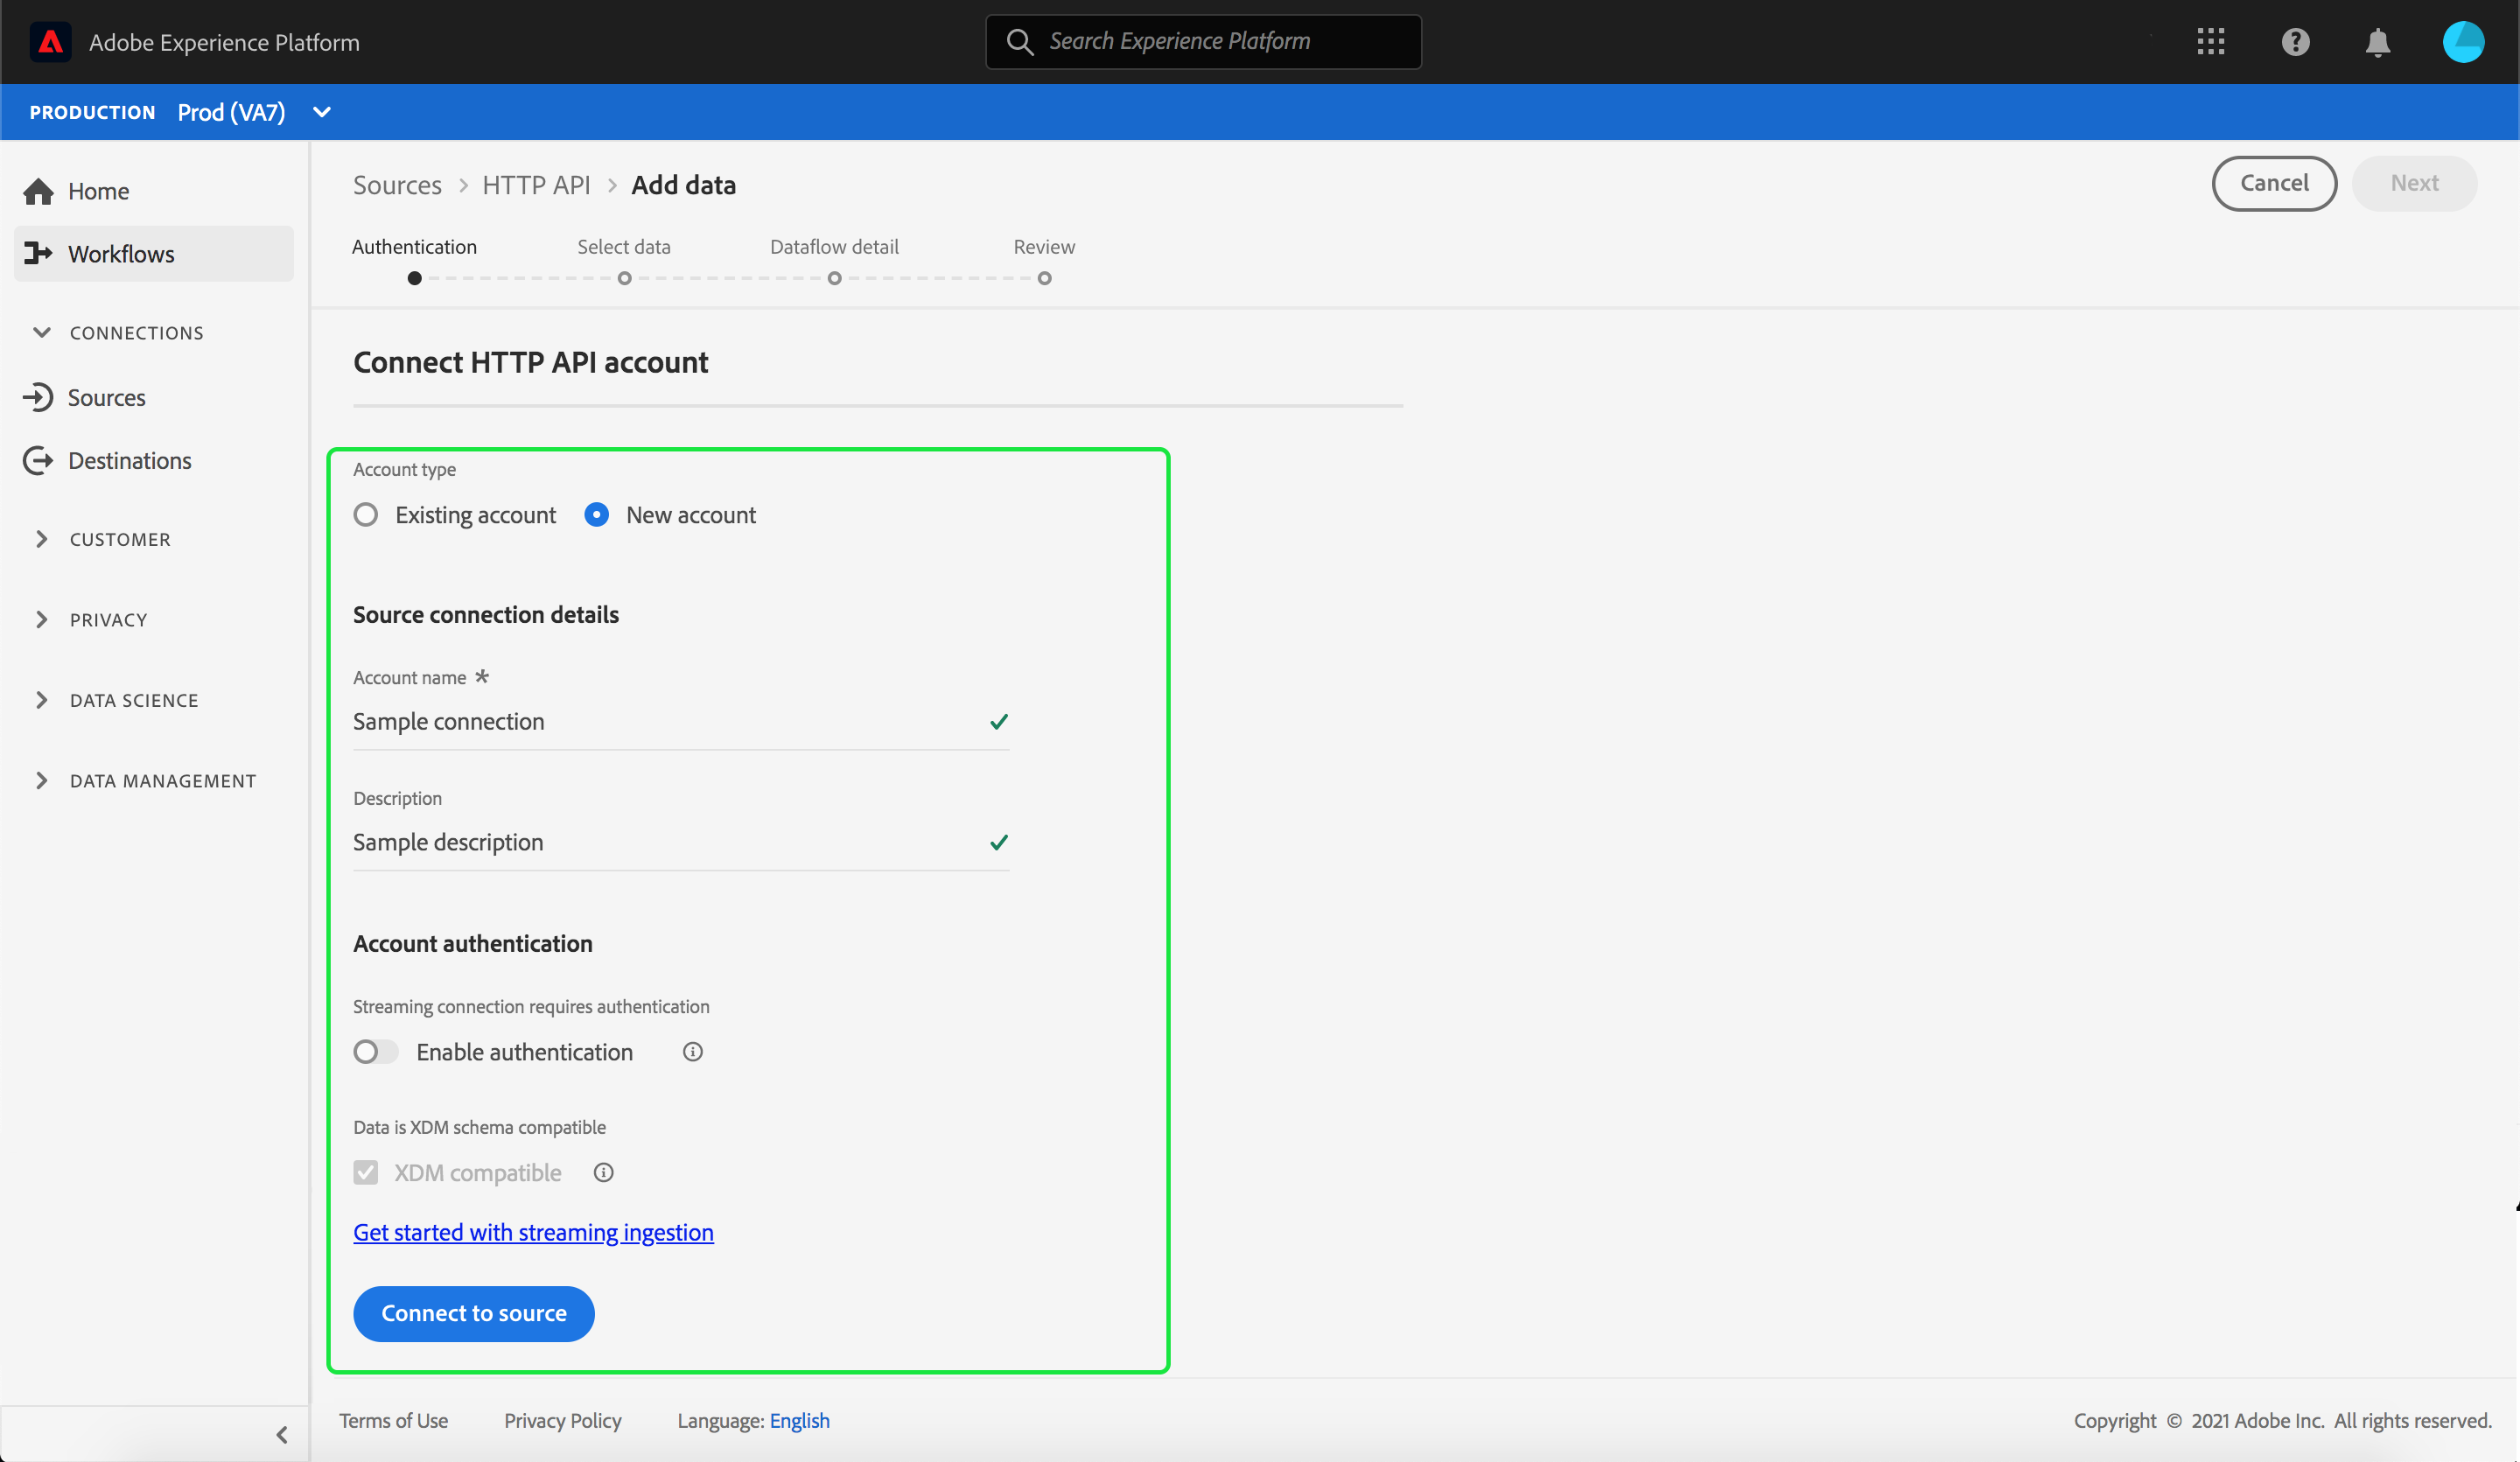 Adobe Experience Platform
Search Experience Platform
PRODUCTION Prod (VA7)
Home
Workflows
CONNECTIONS
Sources
Destinations
CUSTOMER
PRIVACY
DATA SCIENCE
DATA MANAGEMENT
Sources > HTTP API > Add data
Cancel
Next
Authentication Select data Dataflow detail Review
Connect HTTP API account
Account type
Existing account New account
Source connection details
Account name *
Sample connection
Description
Sample description
Account authentication
Streaming connection requires authentication
Enable authentication
Data is XDM schema compatible
XDM compatible
Get started with streaming ingestion
Connect to source
Terms of Use Privacy Policy Language: English
Copyright © 2021 Adobe Inc. All rights reserved.